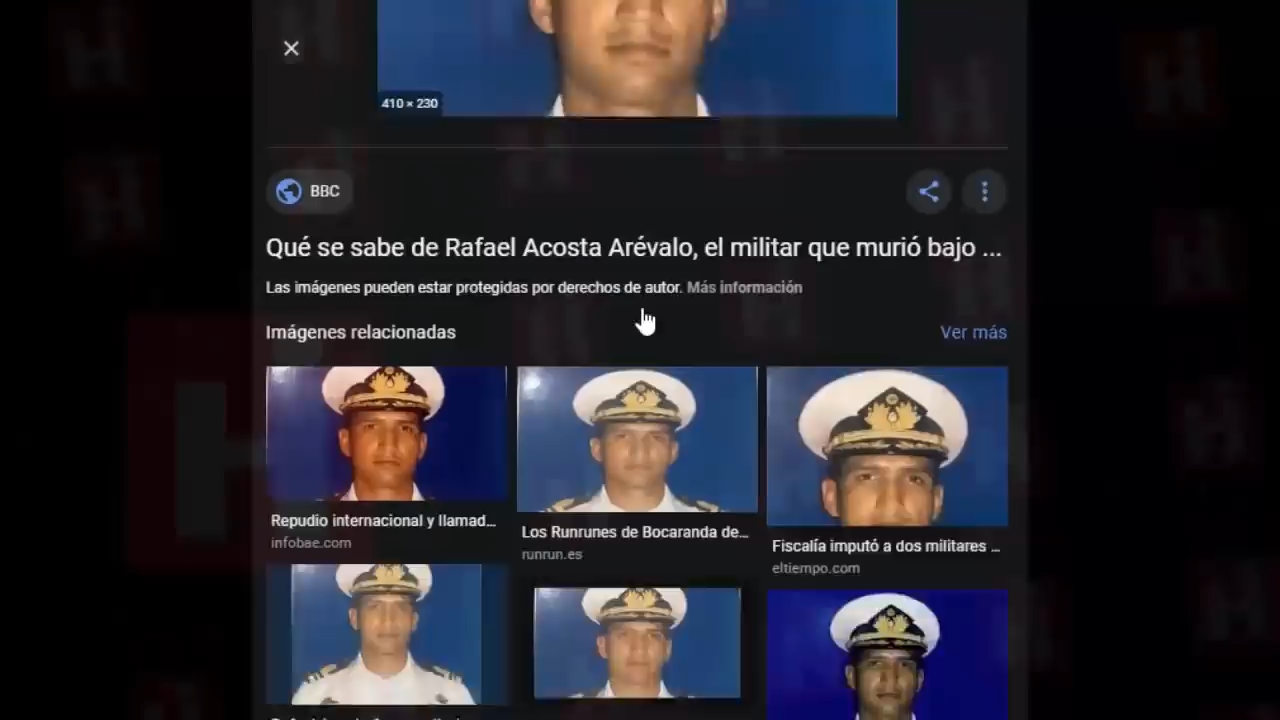 410 × 230
BBC
Qué se sabe de Rafael Acosta Arévalo, el militar que murió bajo ...
Las imágenes pueden estar protegidas por derechos de autor. Más información
Imágenes relacionadas
Ver más
Repudio internacional y llamad...
infobae.com
Los Runrunes de Bocaranda de...
runrun.es
Fiscalía imputó a dos militares ...
eltiempo.com